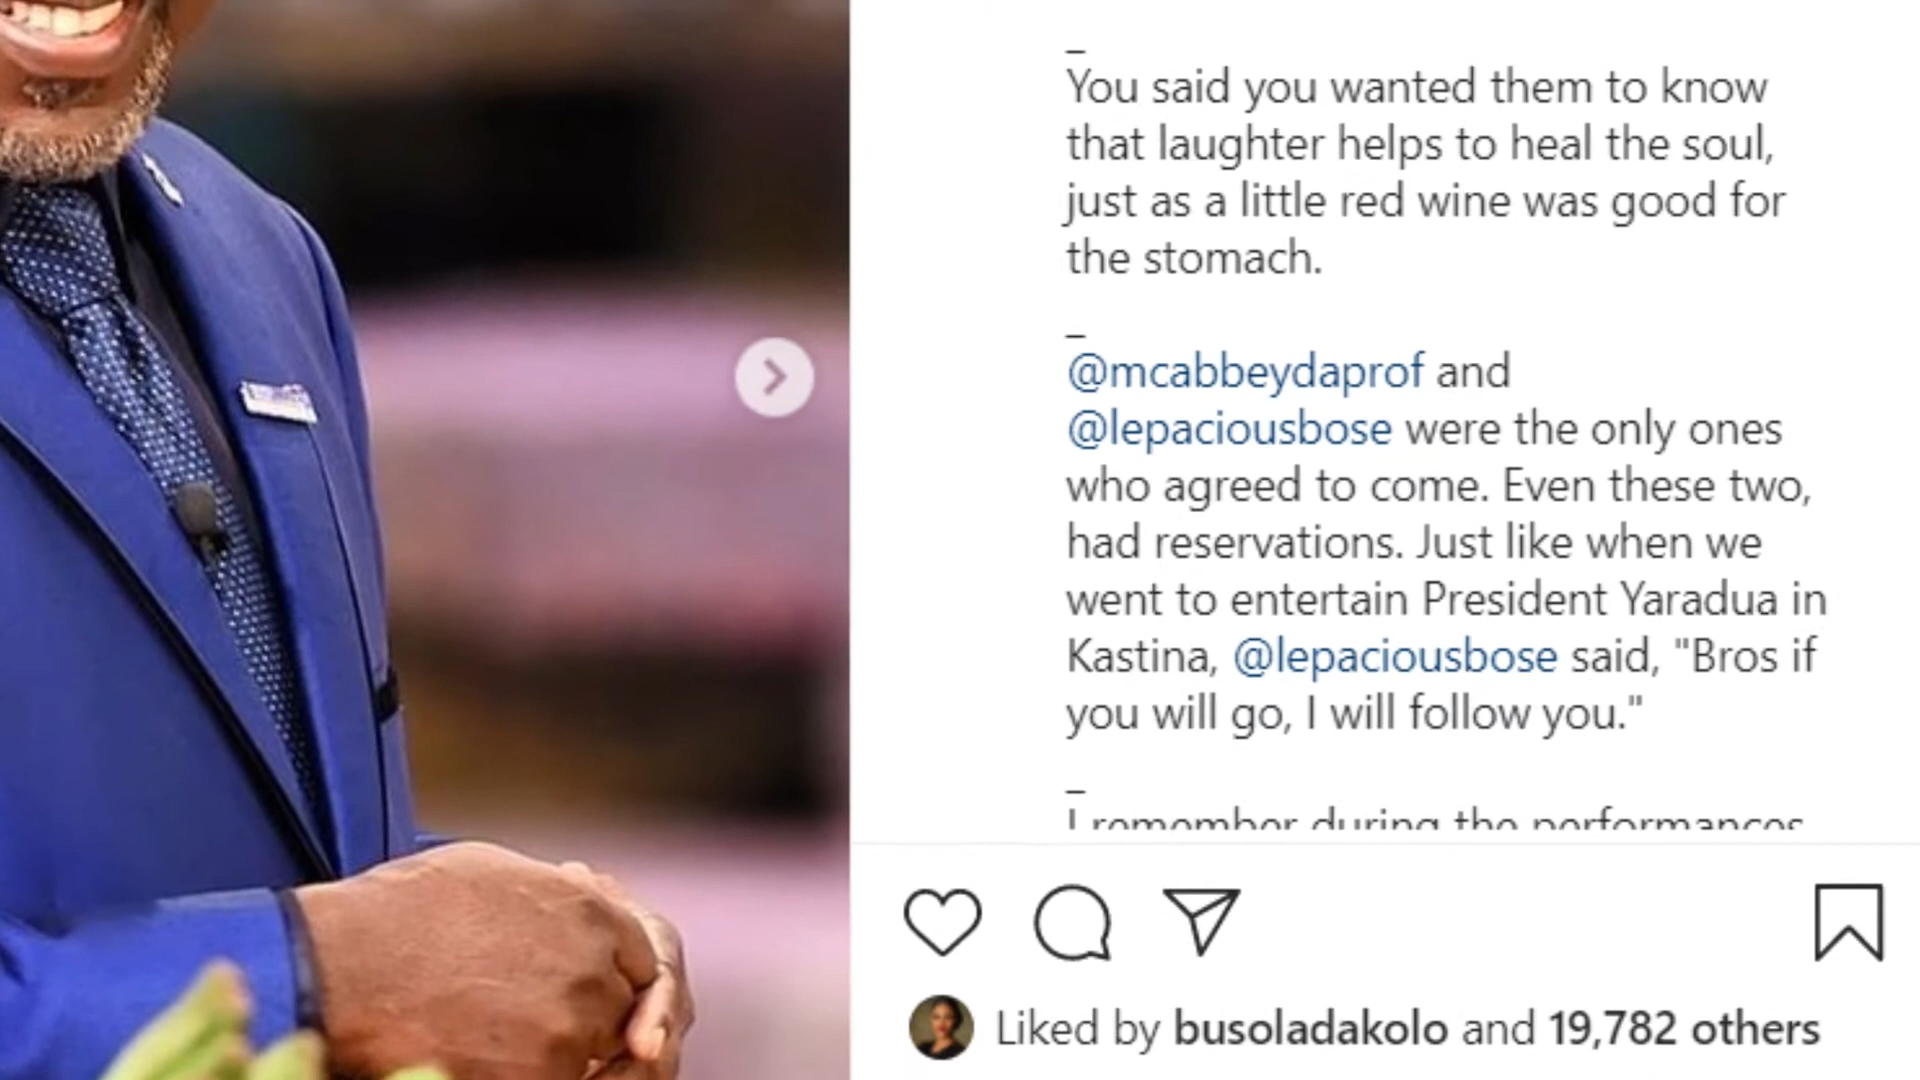 _
You said you wanted them to know
that laughter helps to heal the soul,
just as a little red wine was good for
the stomach.
_
@mcabbeydaprof and
@lepaciousbose were the only ones
who agreed to come. Even these two,
had reservations. Just like when we
went to entertain President Yaradua in
Kastina, @lepaciousbose said, "Bros if
you will go, I will follow you."
_
I remember during the performances
Liked by busoladakolo and 19,782 others